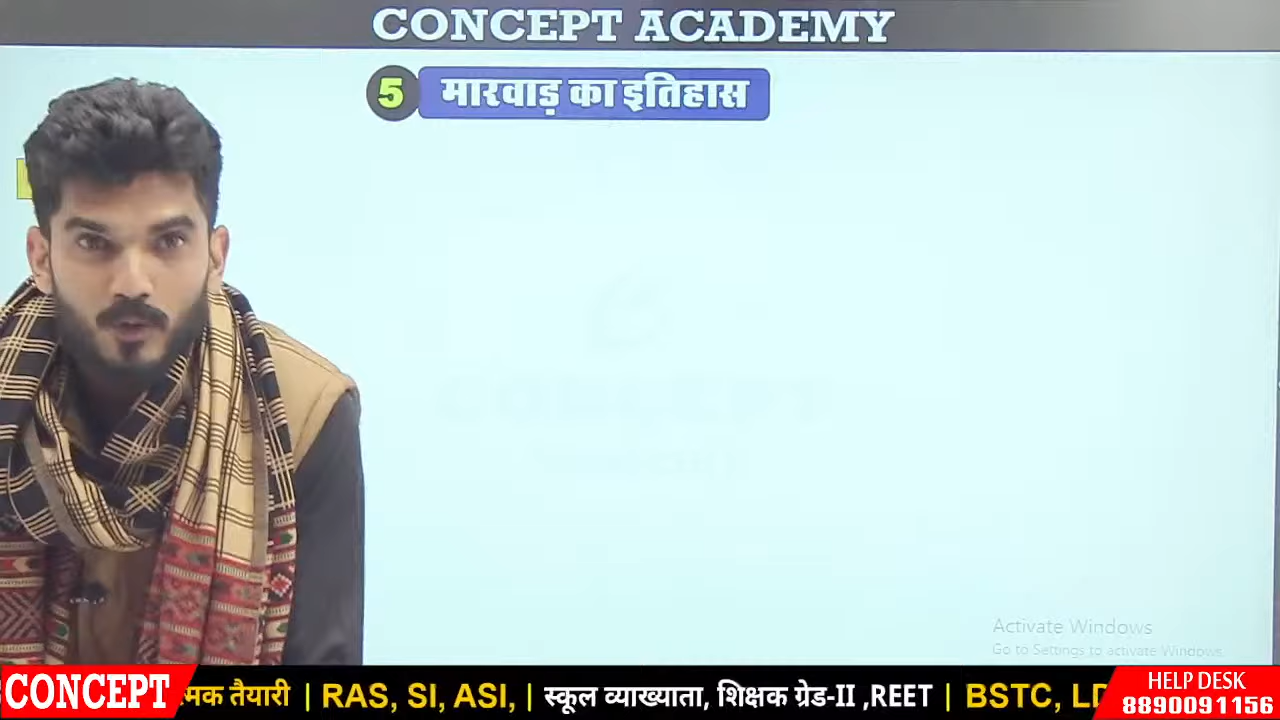 CONCEPT ACADEMY
5 मारवाड़ का इतिहास
Activate Windows
Go to Settings to activate Windows.
CONCEPT मक तैयारी | RAS, SI, ASI, | स्कूल व्याख्याता, शिक्षक ग्रेड-II ,REET | BSTC, LD
HELP DESK
8890091156